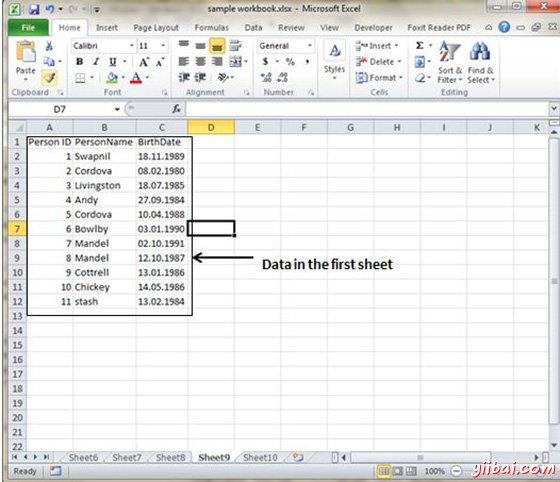 sample workbook.xlsx - Microsoft Excel
File Home Insert Page Layout Formulas Data Review View Developer Foxit Reader PDF
Paste
Calibri 11
B I U
A A
General
$ % ,
Styles
Insert
Delete
Format
Sort & Filter
Find & Select
Clipboard Font Alignment Number Cells Editing
D7 fx
A B C D E F G H I J K
1 Person ID PersonName BirthDate
2 1 Swapnil 18.11.1989
3 2 Cordova 08.02.1980
4 3 Livingston 18.07.1985
5 4 Andy 27.09.1984
6 5 Cordova 10.04.1988
7 6 Bowlby 03.01.1990
8 7 Mandel 02.10.1991
9 8 Mandel 12.10.1987
Data in the first sheet
10 9 Cottrell 13.01.1986
11 10 Chickey 14.05.1986
12 11 stash 13.02.1984
13
14
15
16
17
18
19
20
21
22
Sheet6 Sheet7 Sheet8 Sheet9 Sheet10
Ready 100%
yiibai.com